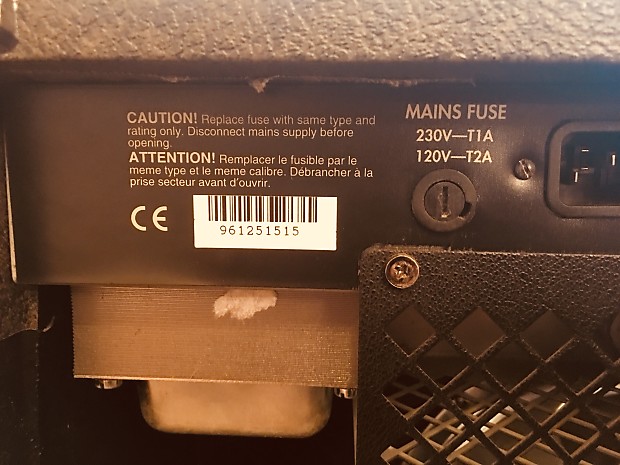 CAUTION! Replace fuse with same type and
rating only. Disconnect mains supply before
opening.
ATTENTION! Remplacer le fusible par le
meme type et le meme calibre. Débrancher à la
prise secteur avant d'ouvrir.
CE
961251515
MAINS FUSE
230V—T1A
120V—T2A